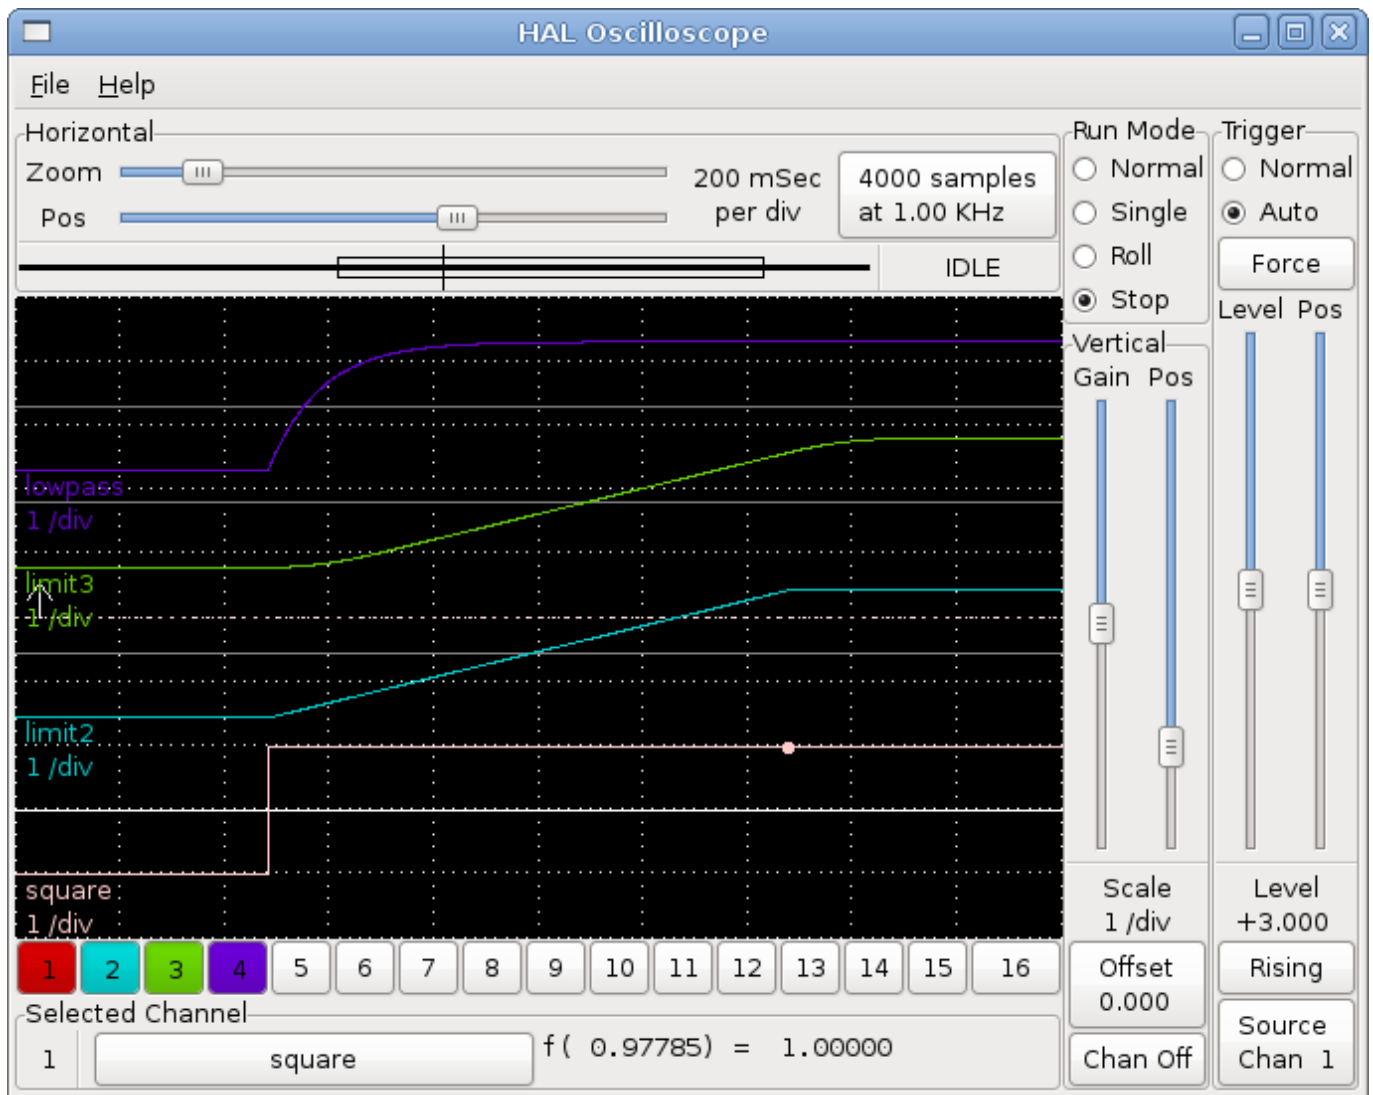 HAL Oscilloscope
File Help
Horizontal
Zoom
Pos
200 mSec
per div
4000 samples
at 1.00 KHz
IDLE
Run Mode
Normal
Single
Roll
Stop
Trigger
Normal
Auto
Force
Level Pos
Vertical
Gain Pos
lowpass
1 /div
limit3
1 /div
limit2
1 /div
square
1 /div
Scale
1 /div
Offset
0.000
Chan Off
Level
+3.000
Rising
Source
Chan 1
1 2 3 4 5 6 7 8 9 10 11 12 13 14 15 16
Selected Channel
1 square f( 0.97785) = 1.00000